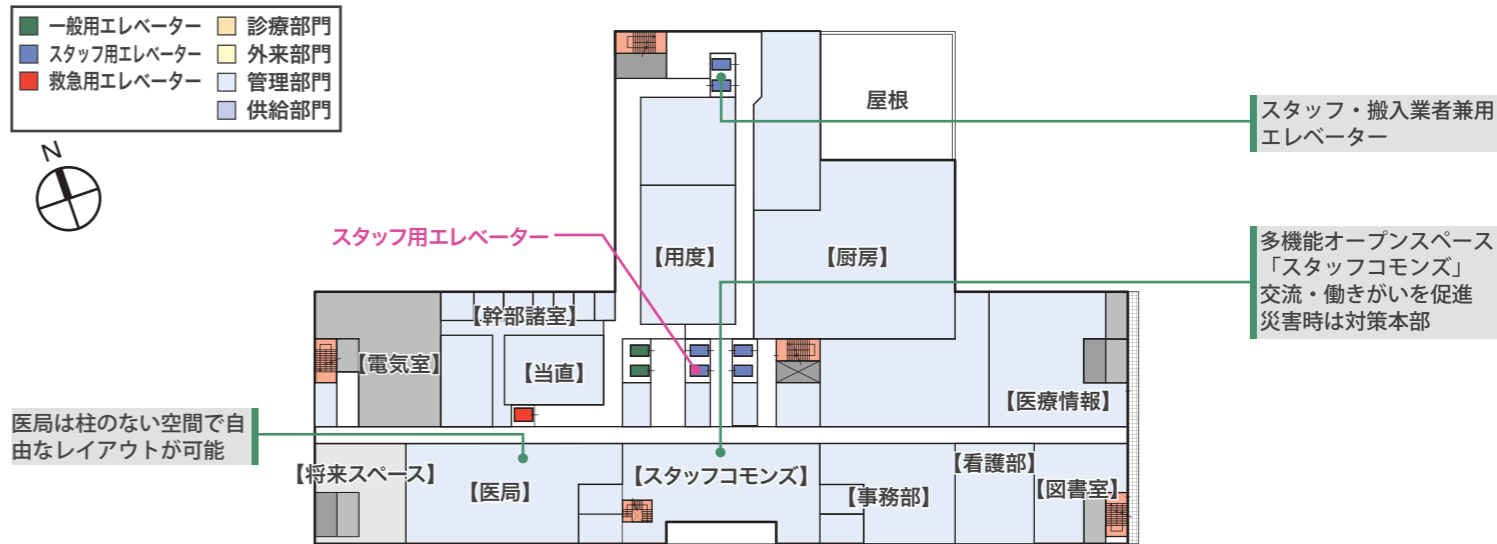 一般用エレベーター
診療部門
スタッフ用エレベーター
外来部門
救急用エレベーター
管理部門
供給部門
N
屋根
スタッフ・搬入業者兼用
エレベーター
スタッフ用エレベーター
【用度】
【厨房】
多機能オープンスペース
「スタッフコモンズ」
交流・働きがいを促進
災害時は対策本部
【幹部諸室】
【電気室】
【当直】
【医療情報】
医局は柱のない空間で自
由なレイアウトが可能
【将来スペース】
【医局】
【スタッフコモンズ】
【事務部】
【看護部】
【図書室】